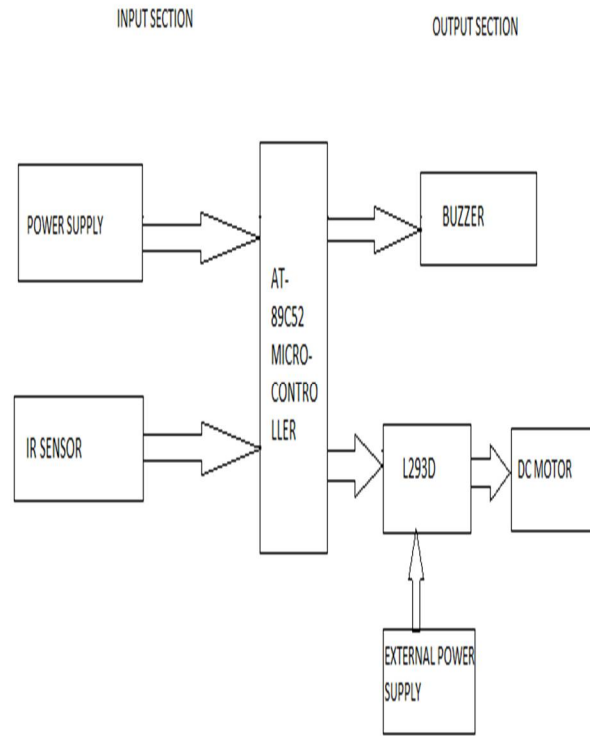 INPUT SECTION
OUTPUT SECTION
POWER SUPPLY
BUZZER
AT-
89C52
MICRO-
CONTRO
LLER
IR SENSOR
L293D
DC MOTOR
EXTERNAL POWER
SUPPLY